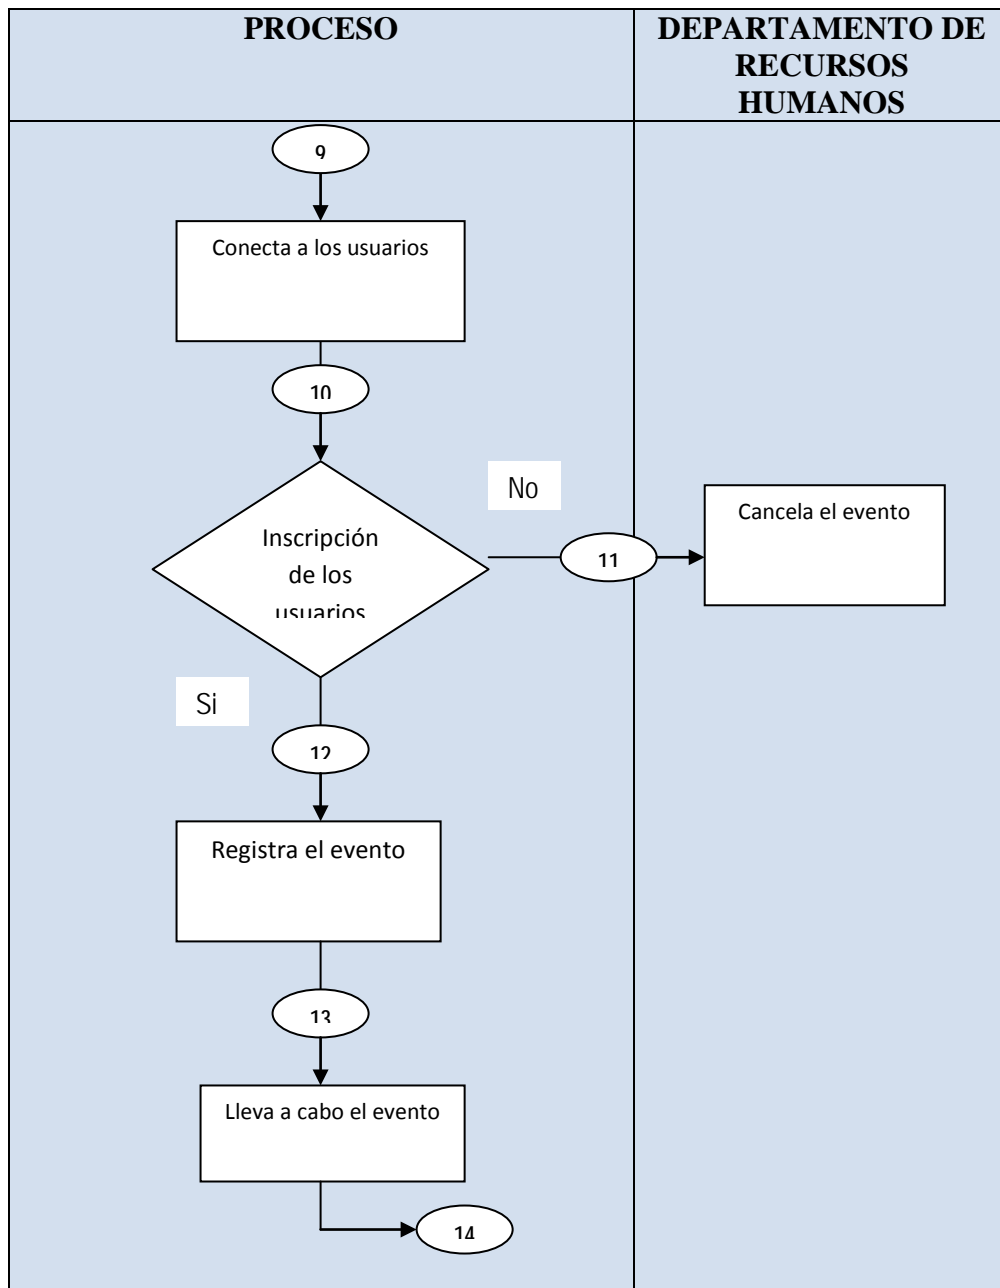 PROCESO
DEPARTAMENTO DE
RECURSOS
HUMANOS
9
Conecta a los usuarios
10
No
Cancela el evento
Inscripción
de los
usuarios
11
Si
12
Registra el evento
13
Lleva a cabo el evento
14